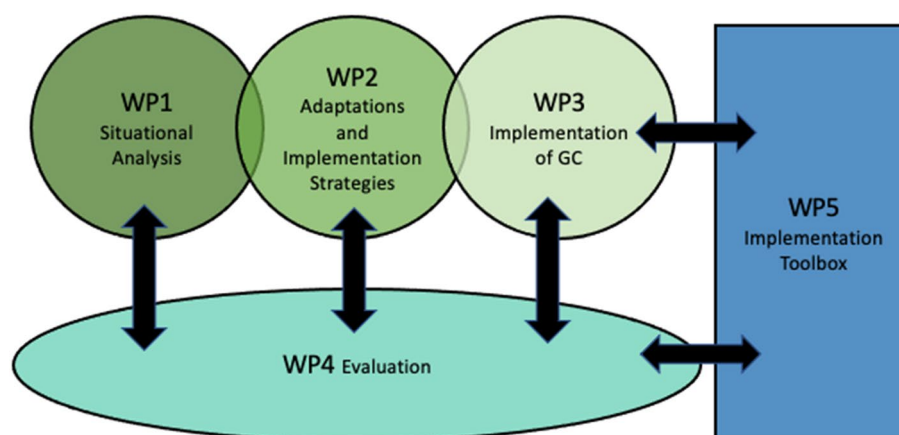 WP1
Situational
Analysis
WP2
Adaptations
and
Implementation
Strategies
WP3
Implementation
of GC
WP5
Implementation
Toolbox
WP4 Evaluation